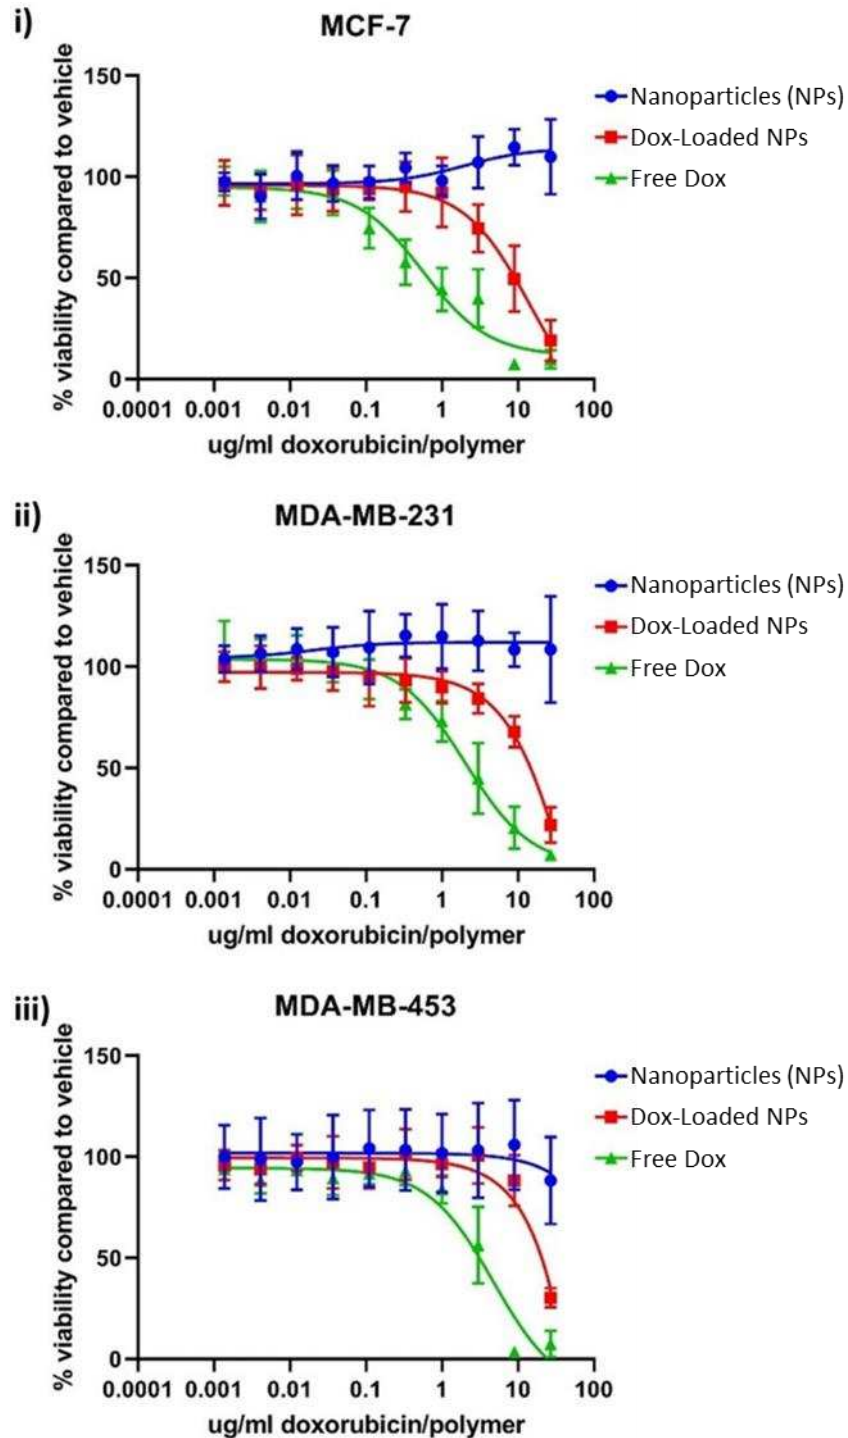 i)
MCF-7
% viability compared to vehicle
150
100
50
0
0.0001 0.001 0.01 0.1 1 10 100
ug/ml doxorubicin/polymer
Nanoparticles (NPs)
Dox-Loaded NPs
Free Dox
ii)
MDA-MB-231
% viability compared to vehicle
150
100
50
0
0.0001 0.001 0.01 0.1 1 10 100
ug/ml doxorubicin/polymer
Nanoparticles (NPs)
Dox-Loaded NPs
Free Dox
iii)
MDA-MB-453
% viability compared to vehicle
150
100
50
0
0.0001 0.001 0.01 0.1 1 10 100
ug/ml doxorubicin/polymer
Nanoparticles (NPs)
Dox-Loaded NPs
Free Dox